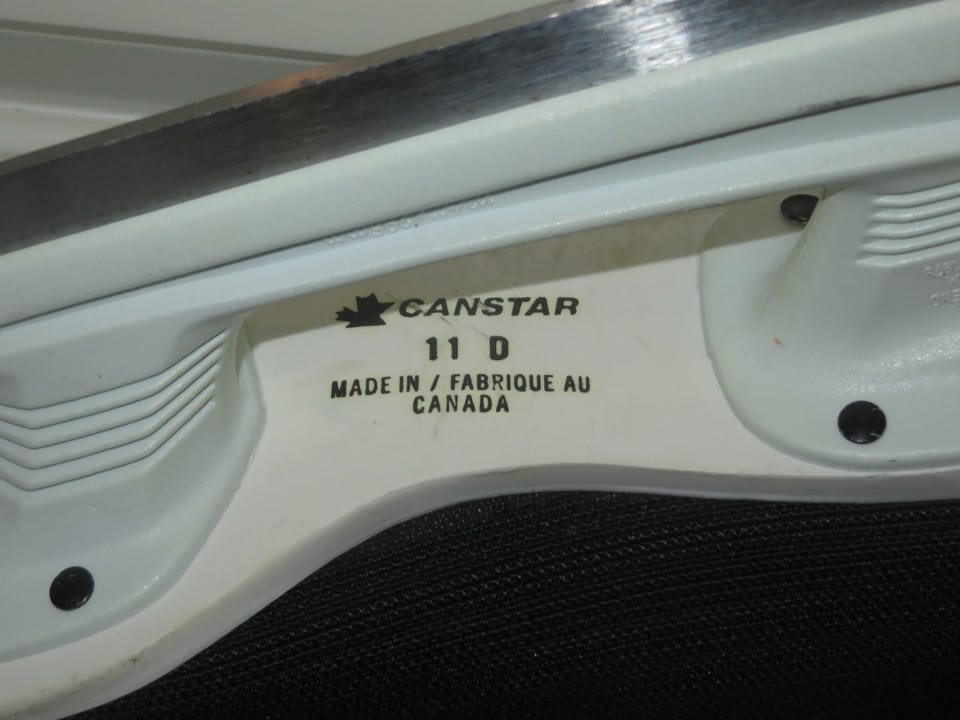 CANSTAR
11 D
MADE IN / FABRIQUE AU
CANADA